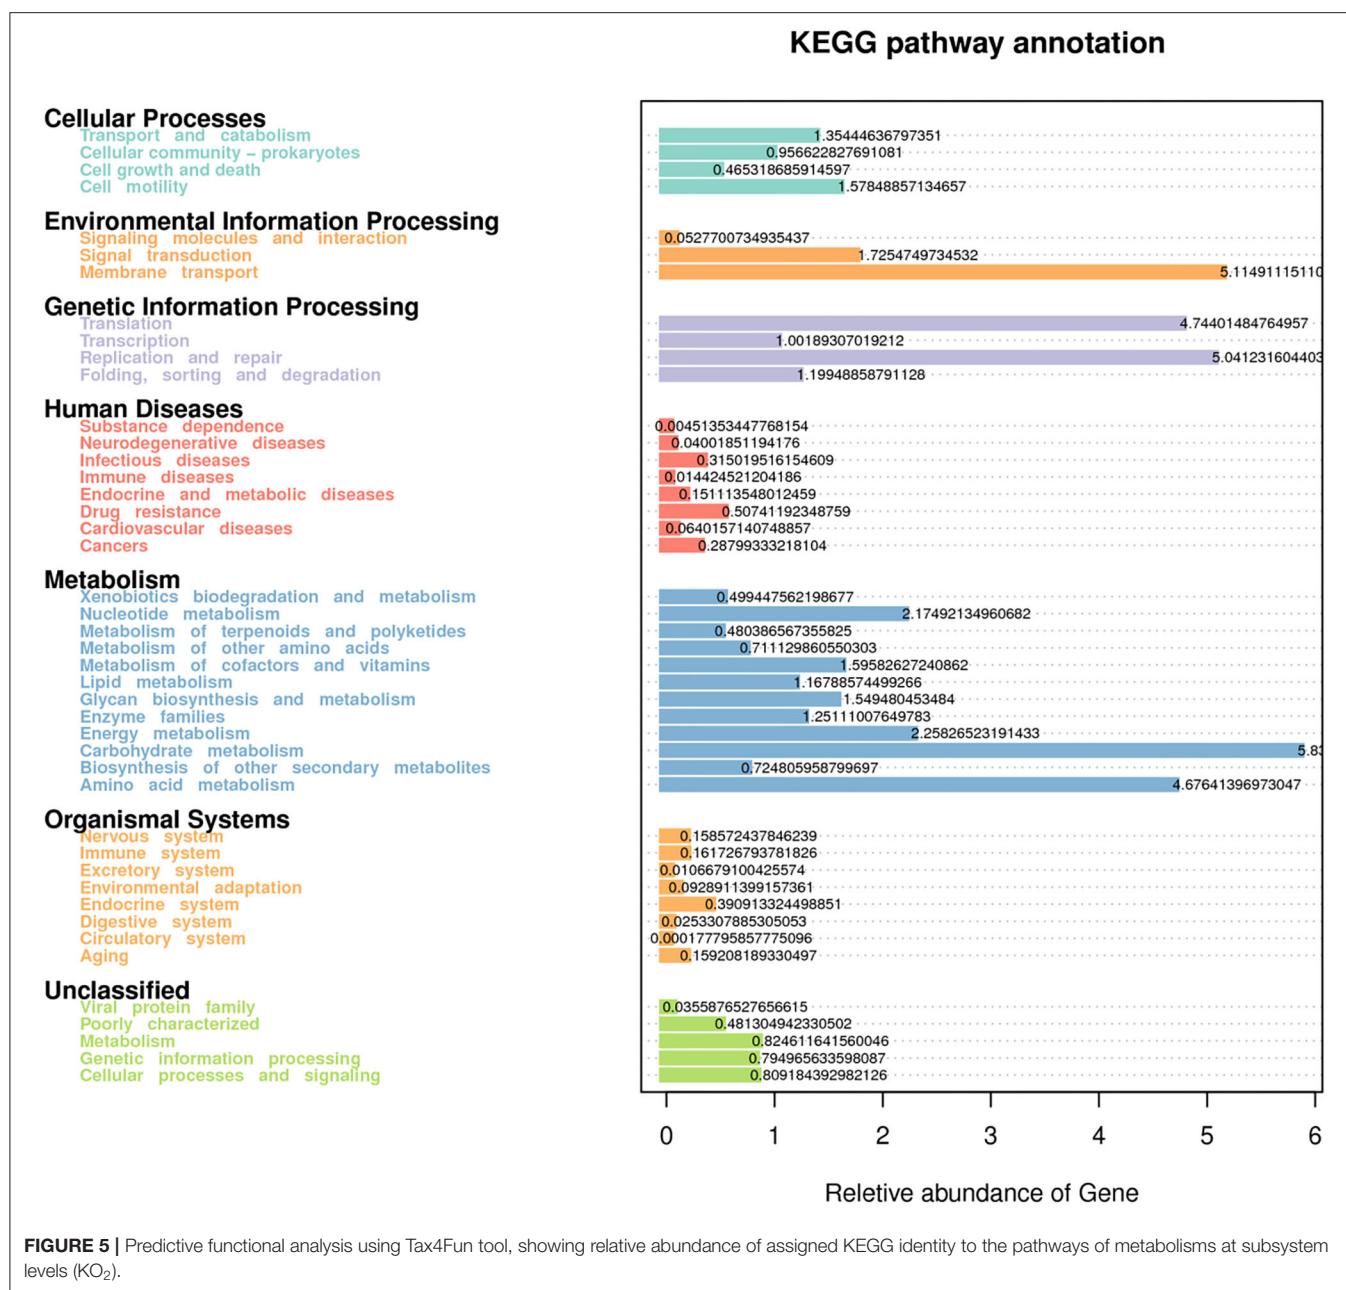 KEGG pathway annotation
Cellular Processes
Transport and catabolism 1.35444636797351
Cellular community – prokaryotes 0.956622827691081
Cell growth and death 0.465318685914597
Cell motility 1.57848857134657
Environmental Information Processing
Signaling molecules and interaction 0.0527700734935437
Signal transduction 1.7254749734532
Membrane transport 5.11491115110
Genetic Information Processing
Translation 4.74401484764957
Transcription 1.00189307019212
Replication and repair 5.041231604403
Folding, sorting and degradation 1.19948858791128
Human Diseases
Substance dependence 0.00451353447768154
Neurodegenerative diseases 0.04001851194176
Infectious diseases 0.315019516154609
Immune diseases 0.014424521204186
Endocrine and metabolic diseases 0.151113548012459
Drug resistance 0.50741192348759
Cardiovascular diseases 0.0640157140748857
Cancers 0.28799333218104
Metabolism
Xenobiotics biodegradation and metabolism 0.499447562198677
Nucleotide metabolism 2.17492134960682
Metabolism of terpenoids and polyketides 0.480386567355825
Metabolism of other amino acids 0.711129860550303
Metabolism of cofactors and vitamins 1.59582627240862
Lipid metabolism 1.16788574499266
Glycan biosynthesis and metabolism 1.549480453484
Enzyme families 1.25111007649783
Energy metabolism 2.25826523191433
Carbohydrate metabolism 5.83
Biosynthesis of other secondary metabolites 0.724805958799697
Amino acid metabolism 4.67641396973047
Organismal Systems
Nervous system 0.158572437846239
Immune system 0.161726793781826
Excretory system 0.0106679100425574
Environmental adaptation 0.0928911399157361
Endocrine system 0.390913324498851
Digestive system 0.0253307885305053
Circulatory system 0.000177795857775096
Aging 0.159208189330497
Unclassified
Viral protein family 0.0355876527656615
Poorly characterized 0.481304942330502
Metabolism 0.824611641560046
Genetic information processing 0.794965633598087
Cellular processes and signaling 0.809184392982126
0 1 2 3 4 5 6
Reletive abundance of Gene
FIGURE 5 | Predictive functional analysis using Tax4Fun tool, showing relative abundance of assigned KEGG identity to the pathways of metabolisms at subsystem
levels (KO2).